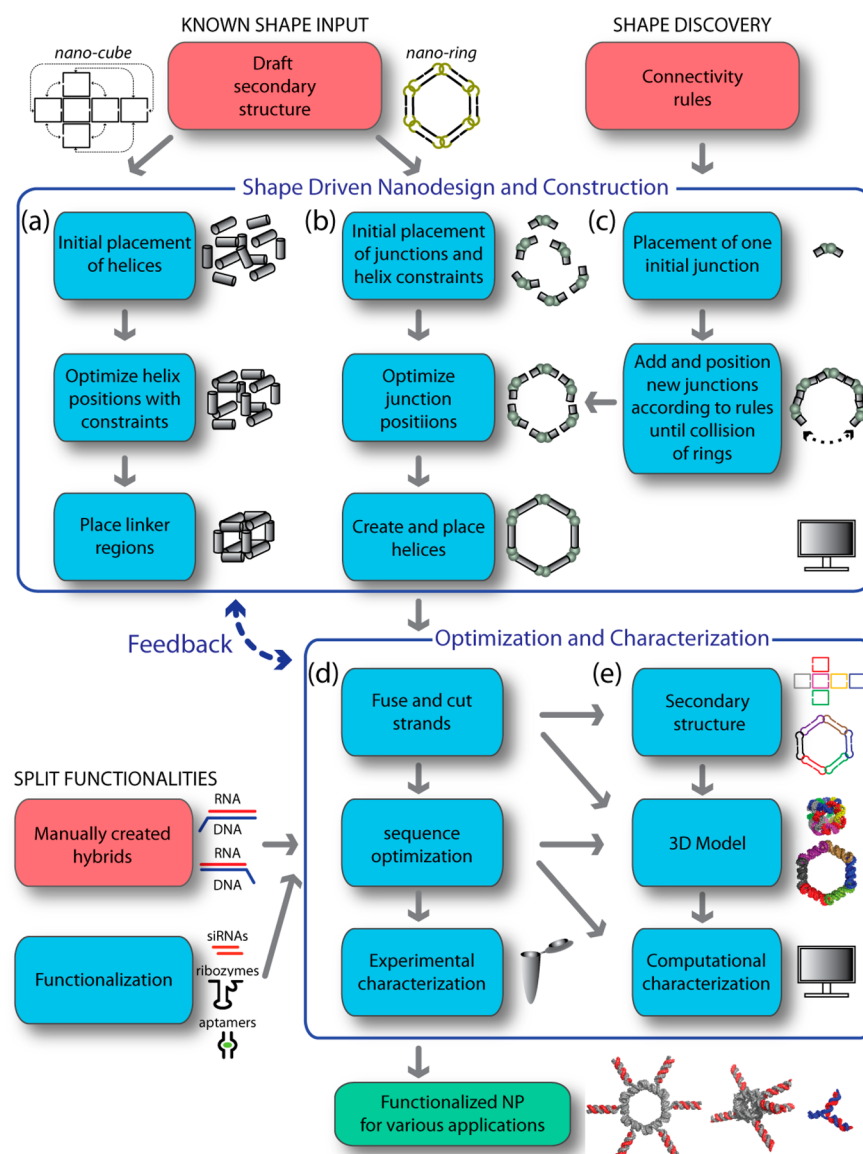 KNOWN SHAPE INPUT
SHAPE DISCOVERY
nano-cube
Draft
secondary
structure
nano-ring
Connectivity
rules
Shape Driven Nanodesign and Construction
(a)
Initial placement
of helices
(b)
Initial placement
of junctions and
helix constraints
(c)
Placement of one
initial junction
Optimize helix
positions with
constraints
Optimize
junction
positiions
Add and position
new junctions
according to rules
until collision
of rings
Place linker
regions
Create and place
helices
Feedback
Optimization and Characterization
(d)
Fuse and cut
strands
(e)
Secondary
structure
SPLIT FUNCTIONALITIES
Manually created
hybrids
RNA
DNA
RNA
DNA
sequence
optimization
3D Model
Functionalization
siRNAs
ribozymes
aptamers
Experimental
characterization
Computational
characterization
Functionalized NP
for various applications